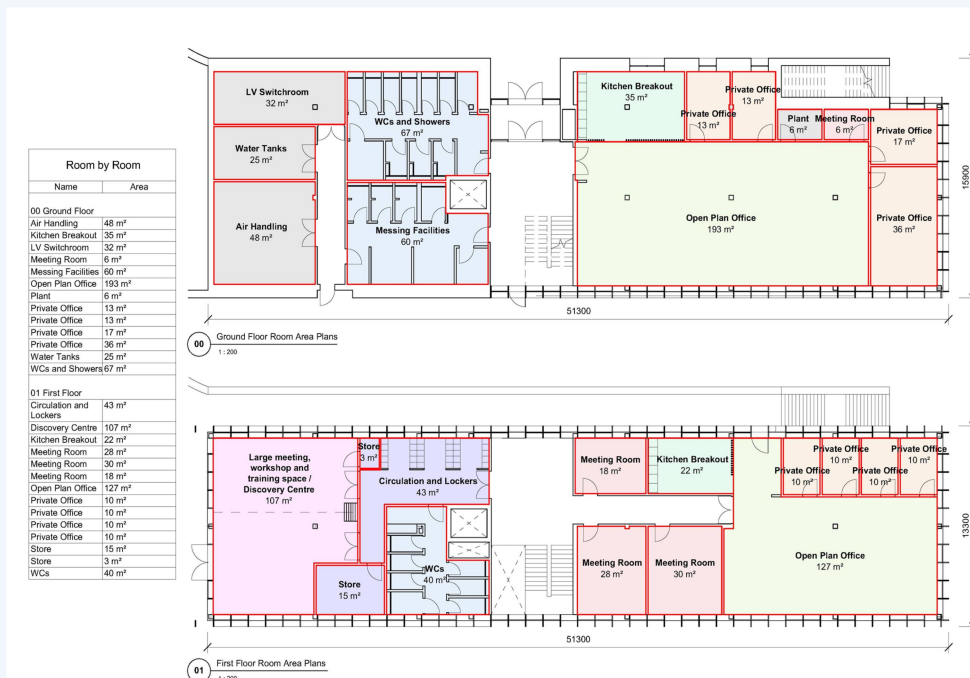 Room by Room
Name Area
00 Ground Floor
Air Handling 48 m²
Kitchen Breakout 35 m²
LV Switchroom 32 m²
Meeting Room 6 m²
Messing Facilities 60 m²
Open Plan Office 193 m²
Plant 6 m²
Private Office 13 m²
Private Office 13 m²
Private Office 17 m²
Private Office 36 m²
Water Tanks 25 m²
WCs and Showers 67 m²
01 First Floor
Circulation and 43 m²
Lockers
Discovery Centre 107 m²
Kitchen Breakout 22 m²
Meeting Room 28 m²
Meeting Room 30 m²
Meeting Room 18 m²
Open Plan Office 127 m²
Private Office 10 m²
Private Office 10 m²
Private Office 10 m²
Private Office 10 m²
Store 15 m²
Store 3 m²
WCs 40 m²
LV Switchroom
32 m²
WCs and Showers
67 m²
Water Tanks
25 m²
Air Handling
48 m²
Messing Facilities
60 m²
Kitchen Breakout
35 m²
Private Office
13 m²
Private Office
13 m²
Plant
6 m²
Meeting Room
6 m²
Private Office
17 m²
Open Plan Office
193 m²
Private Office
36 m²
15900
51300
00
Ground Floor Room Area Plans
1 : 200
Large meeting,
workshop and
training space /
Discovery Centre
107 m²
Store
3 m²
Circulation and Lockers
43 m²
Store
15 m²
WCs
40 m²
Meeting Room
18 m²
Kitchen Breakout
22 m²
Private Office
10 m²
Private Office
10 m²
Private Office
10 m²
Private Office
10 m²
Meeting Room
28 m²
Meeting Room
30 m²
Open Plan Office
127 m²
13300
51300
01
First Floor Room Area Plans
1 : 200